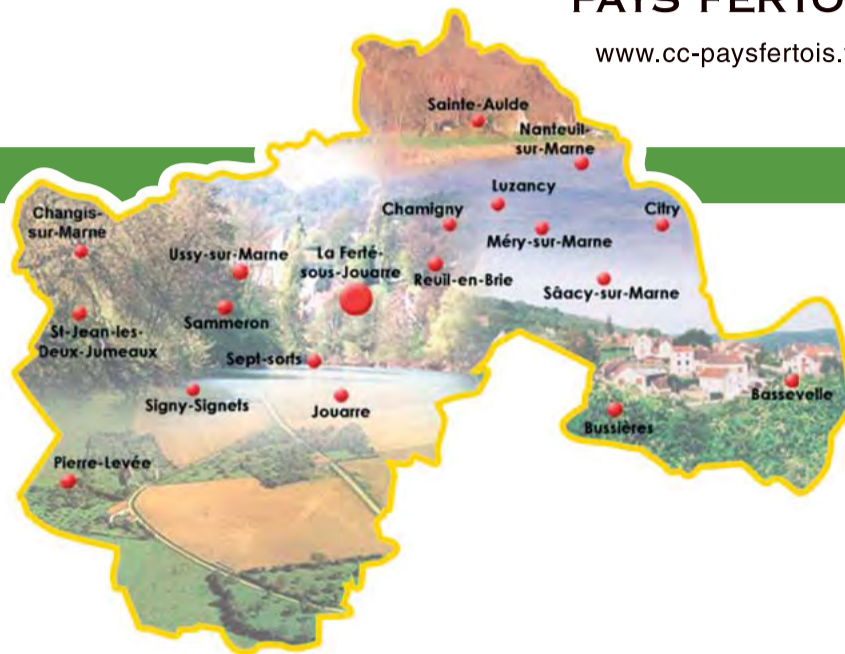 PAYS FERTO
www.cc-paysfertois.
Sainte-Aulde
Nanteuil-
sur-Marne
Luzancy
Changis-
sur-Marne
Chamigny
Citry
Méry-sur-Marne
Ussy-sur-Marne
La Ferté-
sous-Jouarre
Reuil-en-Brie
Sâacy-sur-Marne
Sammeron
St-Jean-les-
Deux-Jumeaux
Sept-sorts
Signy-Signets
Jouarre
Bassevelle
Bussières
Pierre-Levée